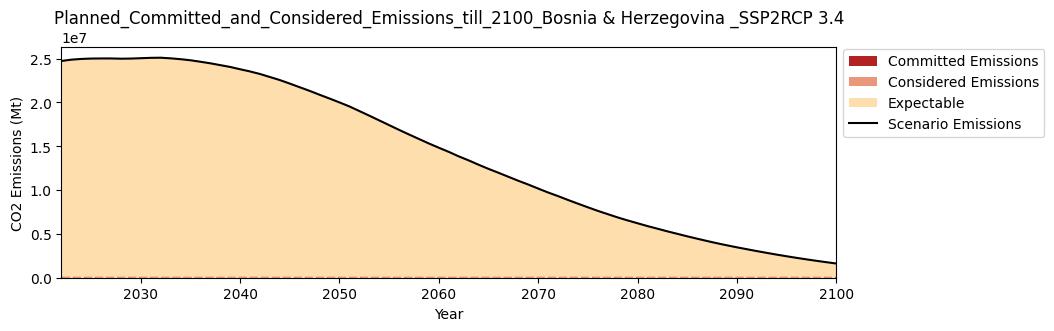 Planned_Committed_and_Considered_Emissions_till_2100_Bosnia & Herzegovina _SSP2RCP 3.4
1e7
2.5
2.0
1.5
1.0
0.5
0.0
CO2 Emissions (Mt)
2030 2040 2050 2060 2070 2080 2090 2100
Year
Committed Emissions
Considered Emissions
Expectable
Scenario Emissions